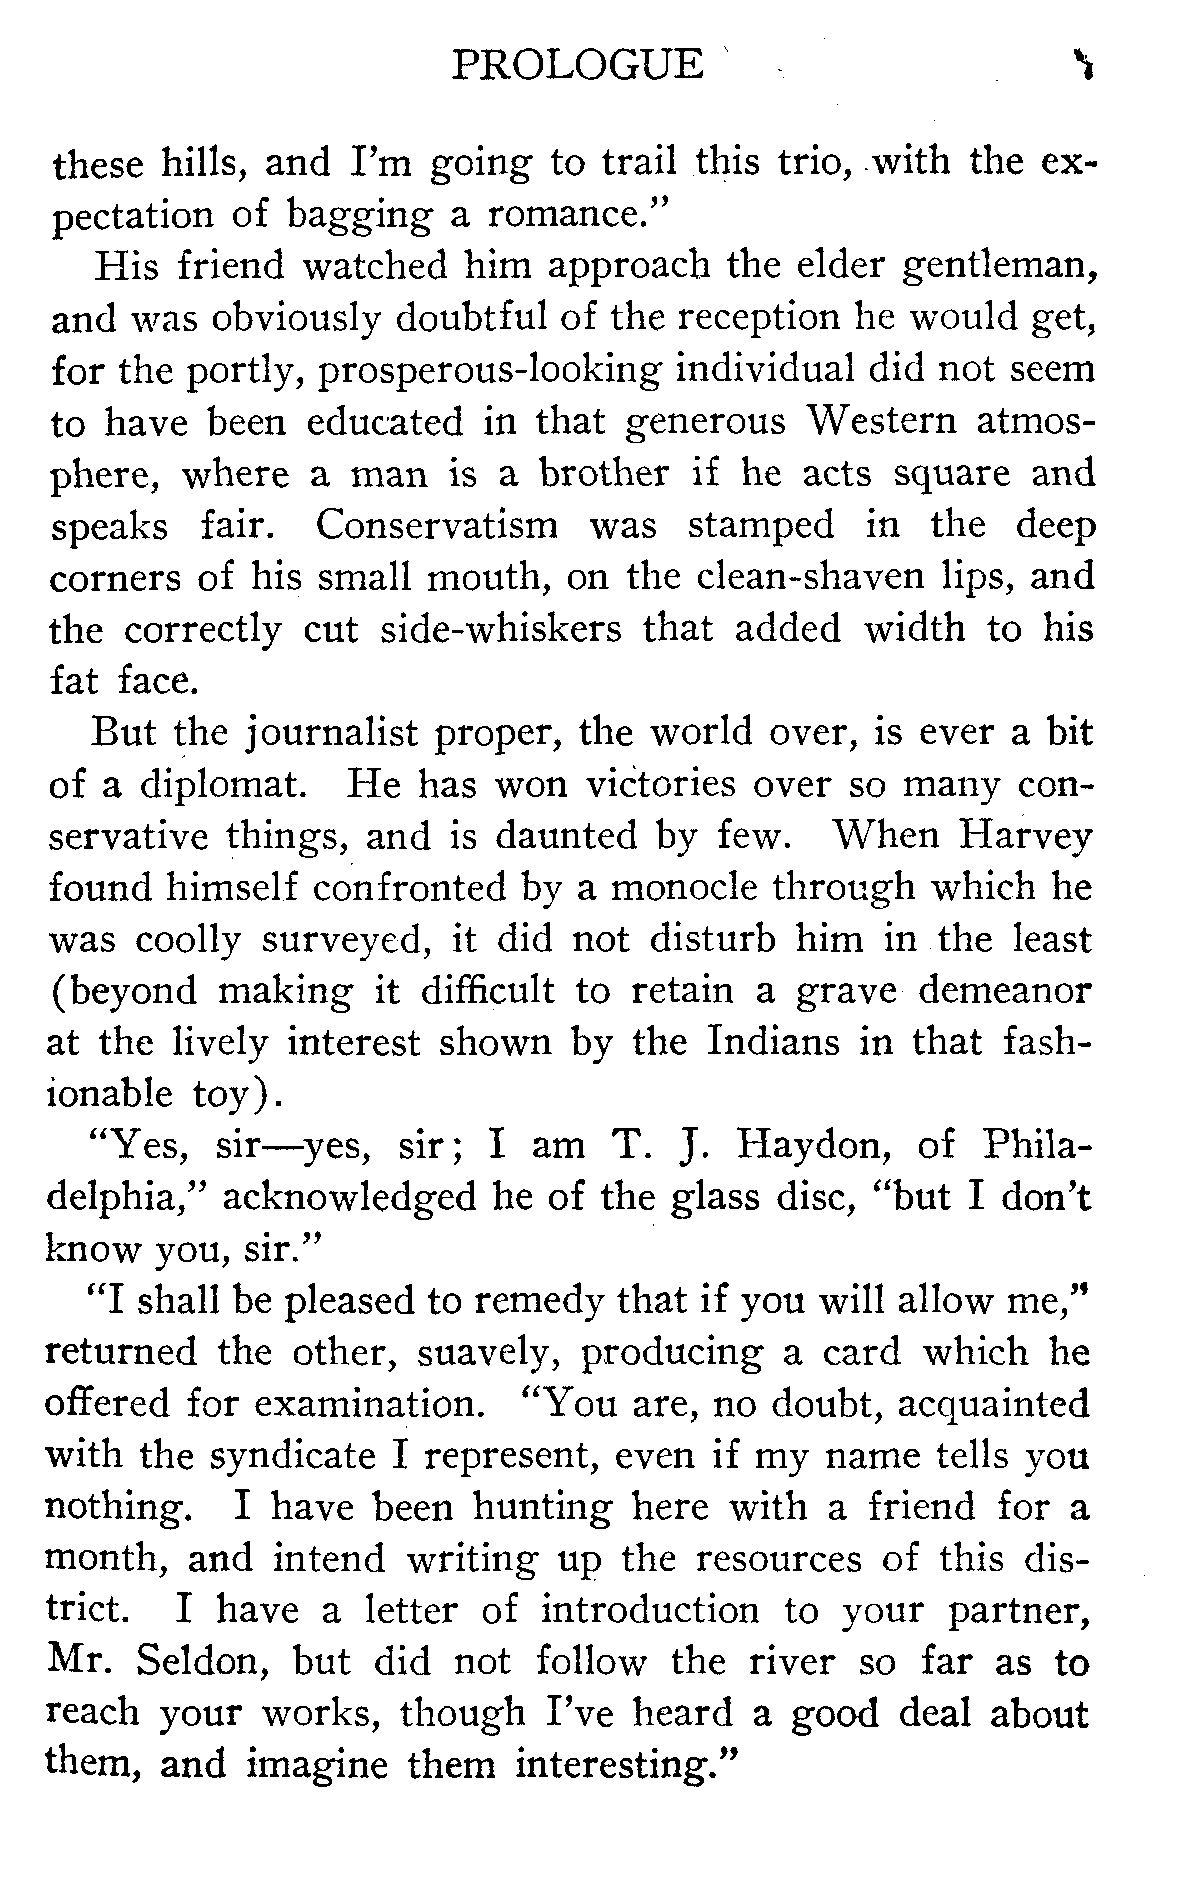 PROLOGUE
these hills, and I'm going to trail this trio, with the ex-
pectation of bagging a romance."
His friend watched him approach the elder gentleman,
and was obviously doubtful of the reception he would get,
for the portly, prosperous-looking individual did not seem
to have been educated in that generous Western atmos-
phere, where a man is a brother if he acts square and
speaks fair. Conservatism was stamped in the deep
corners of his small mouth, on the clean-shaven lips, and
the correctly cut side-whiskers that added width to his
fat face.
But the journalist proper, the world over, is ever a bit
of a diplomat. He has won victories over so many con-
servative things, and is daunted by few. When Harvey
found himself confronted by a monocle through which he
was coolly surveyed, it did not disturb him in the least
(beyond making it difficult to retain a grave demeanor
at the lively interest shown by the Indians in that fash-
ionable toy).
"Yes, sir—yes, sir; I am T. J. Haydon, of Phila-
delphia," acknowledged he of the glass disc, "but I don't
know you, sir."
"I shall be pleased to remedy that if you will allow me,"
returned the other, suavely, producing a card which he
offered for examination. "You are, no doubt, acquainted
with the syndicate I represent, even if my name tells you
nothing. I have been hunting here with a friend for a
month, and intend writing up the resources of this dis-
trict. I have a letter of introduction to your partner,
Mr. Seldon, but did not follow the river so far as to
reach your works, though I've heard a good deal about
them, and imagine them interesting."